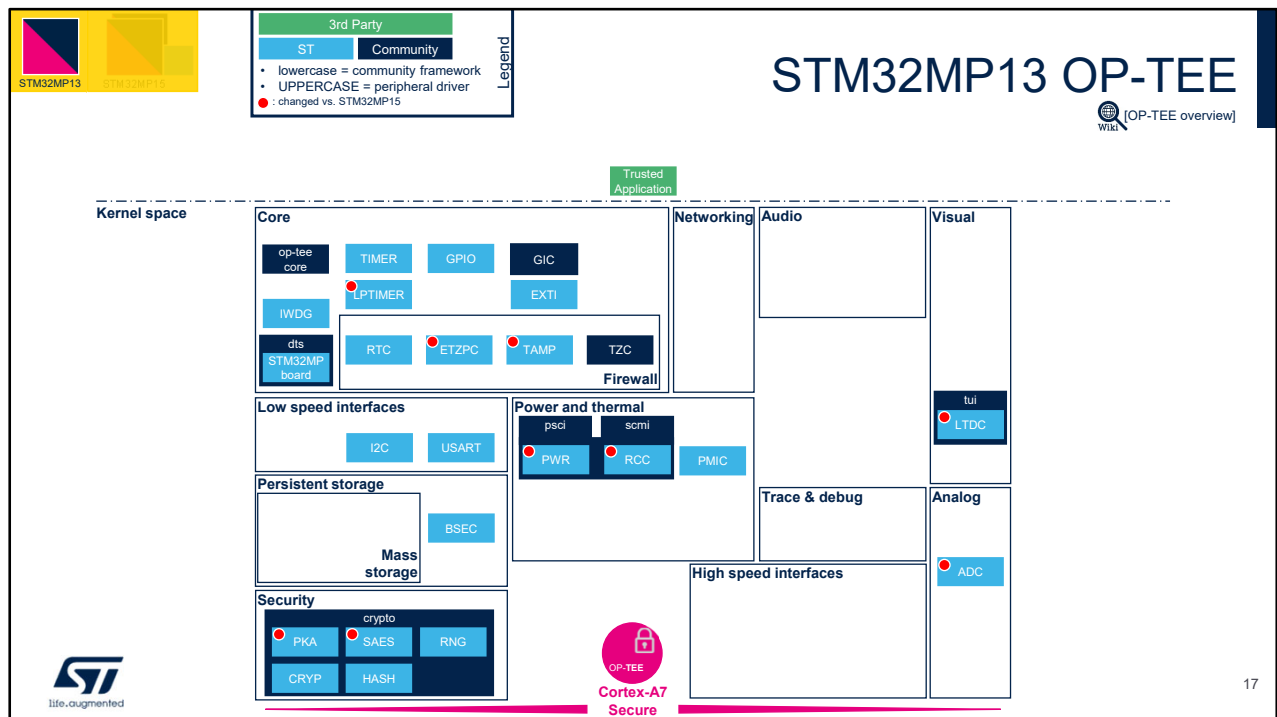 STM32MP13
STM32MP15
3rd Party
ST
Community
• lowercase = community framework
• UPPERCASE = peripheral driver
: changed vs. STM32MP15
Legend
STM32MP13 OP-TEE
Wiki
[OP-TEE overview]
Trusted
Application
Kernel space
Core
op-tee
core
TIMER
GPIO
GIC
LPTIMER
EXTI
IWDG
dts
STM32MP
board
RTC
ETZPC
TAMP
TZC
Firewall
Networking
Audio
Visual
tui
LTDC
Low speed interfaces
I2C
USART
Power and thermal
psci
scmi
PWR
RCC
PMIC
Persistent storage
BSEC
Mass
storage
Trace & debug
Analog
ADC
High speed interfaces
Security
crypto
PKA
SAES
RNG
CRYP
HASH
OP-TEE
Cortex-A7
Secure
ST
life.augmented
17